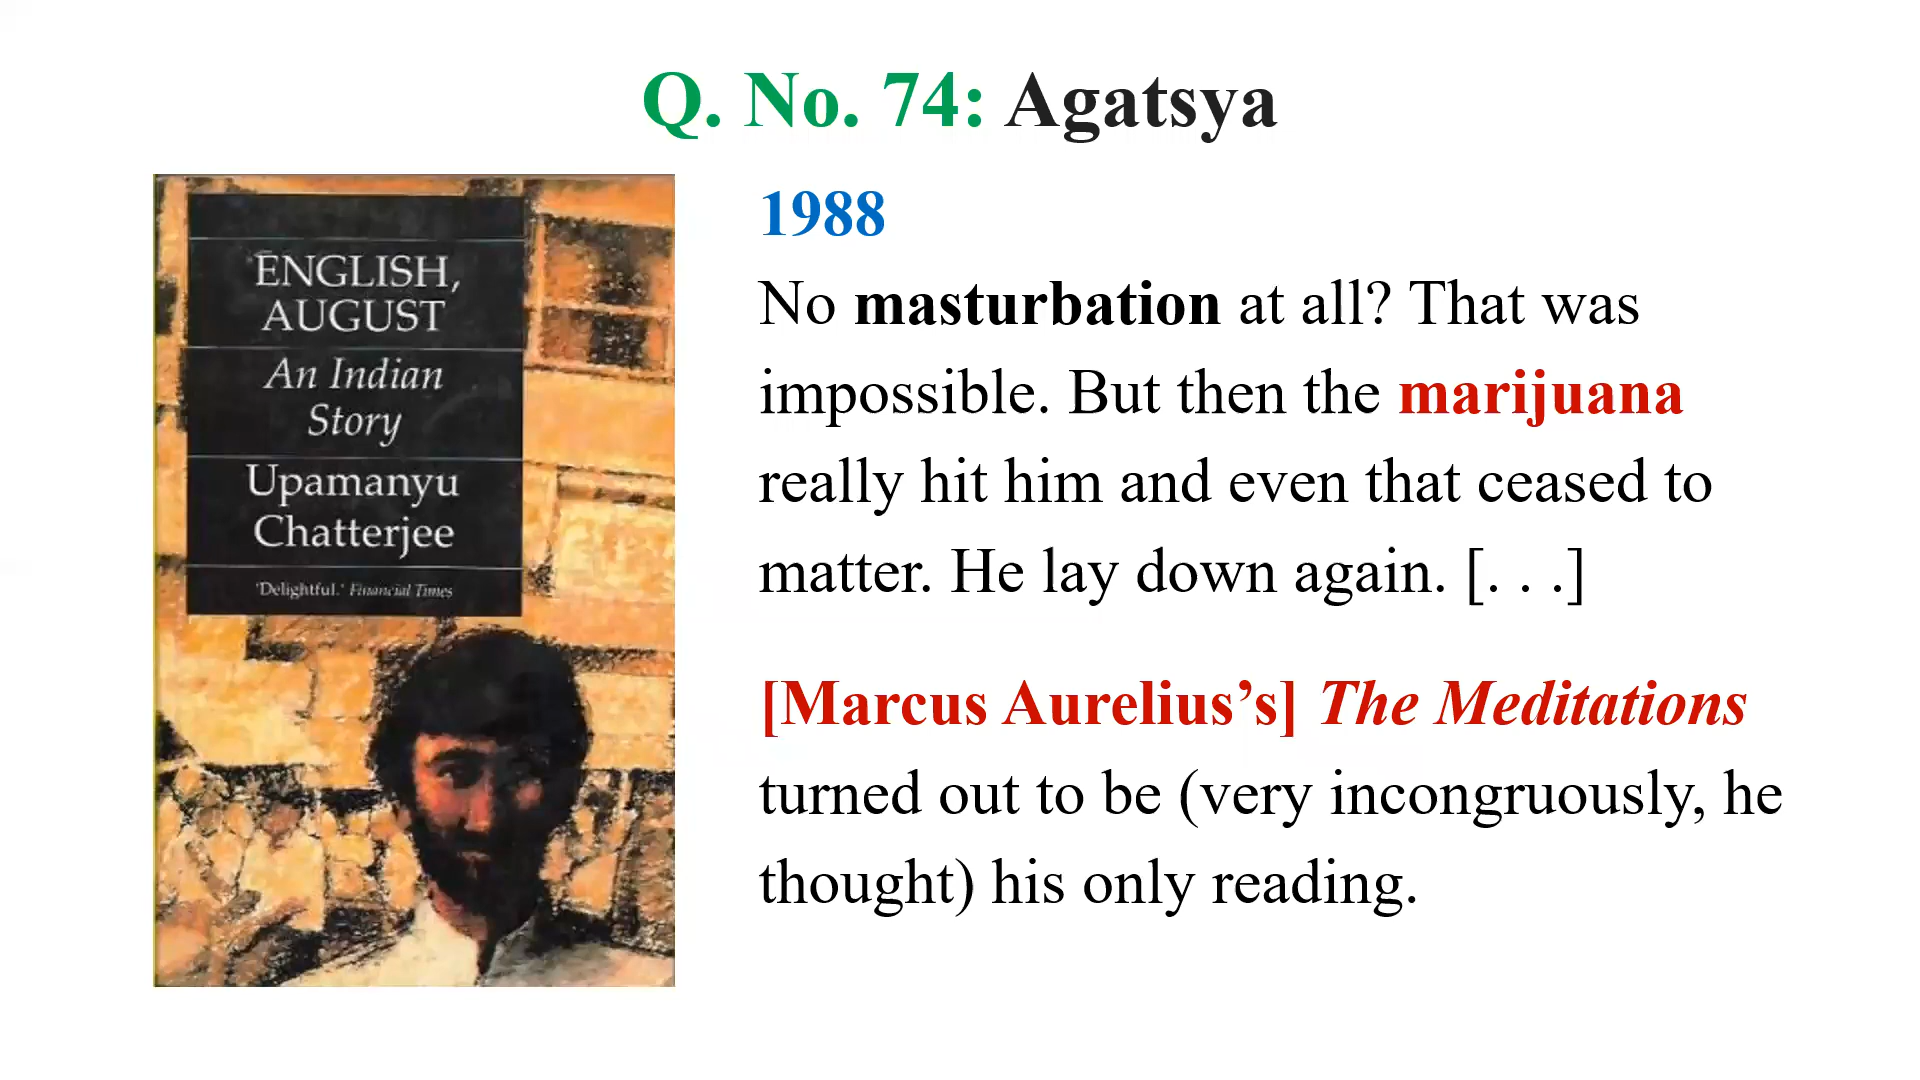 Q. No. 74: Agatsya
ENGLISH,
AUGUST
An Indian
Story
Upamanyu
Chatterjee
'Delightful.' Financial Times
1988
No masturbation at all? That was
impossible. But then the marijuana
really hit him and even that ceased to
matter. He lay down again. [. . .]
[Marcus Aurelius’s] The Meditations
turned out to be (very incongruously, he
thought) his only reading.